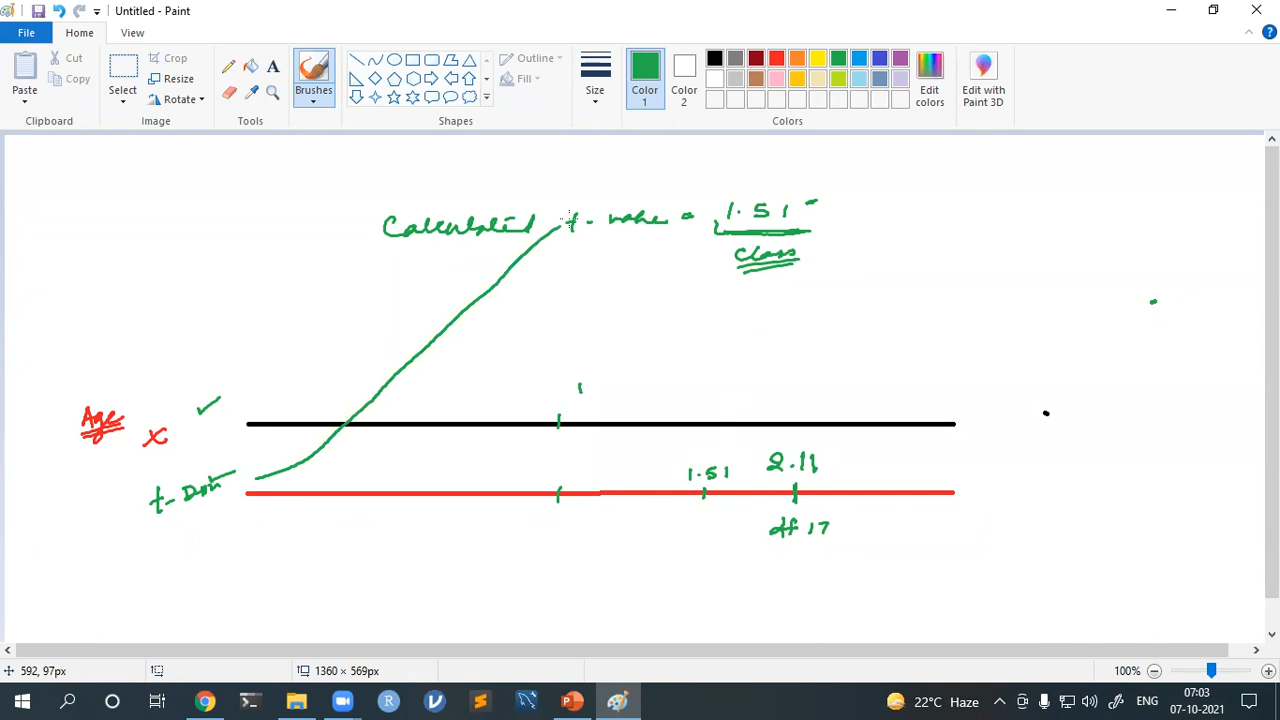 Untitled - Paint
File
Home
View
Paste
Cut
Copy
Clipboard
Select
Crop
Resize
Rotate
Image
Tools
Brushes
Shapes
Outline
Fill
Size
Color 1
Color 2
Edit colors
Colors
Edit with Paint 3D
Calculated t - value = 1.51
Class
Age x
1.51
2.11
t-
df 17
592, 97px
1360 × 569px
100%
22°C Haze
ENG
07:03
07-10-2021